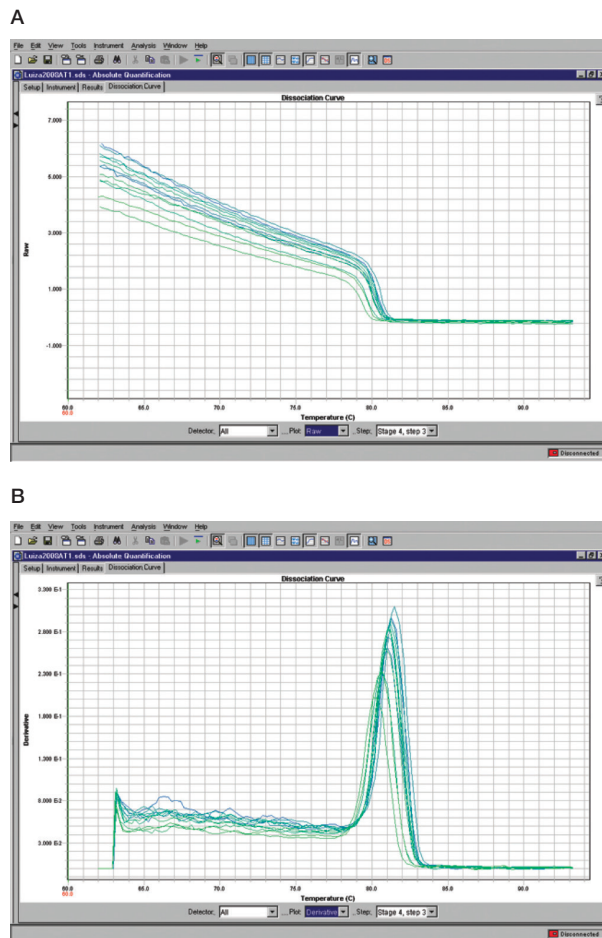 A
File Edit View Tools Instrument Analysis Window Help
Luiza2008AT1.sds - Absolute Quantification
Setup Instrument Results Dissociation Curve
Dissociation Curve
7.000
5.000
3.000
1.000
-1.000
Raw
60.0 65.0 70.0 75.0 80.0 85.0 90.0
60.0
Temperature (C)
Detector: All Plot: Raw Step: Stage 4, step 3
Disconnected
B
File Edit View Tools Instrument Analysis Window Help
Luiza2008AT1.sds - Absolute Quantification
Setup Instrument Results Dissociation Curve
Dissociation Curve
3.300 E-1
2.800 E-1
2.300 E-1
1.800 E-1
1.300 E-1
8.000 E-2
3.000 E-2
Derivative
60.0 65.0 70.0 75.0 80.0 85.0 90.0
60.0
Temperature (C)
Detector: All Plot: Derivative Step: Stage 4, step 3
Disconnected